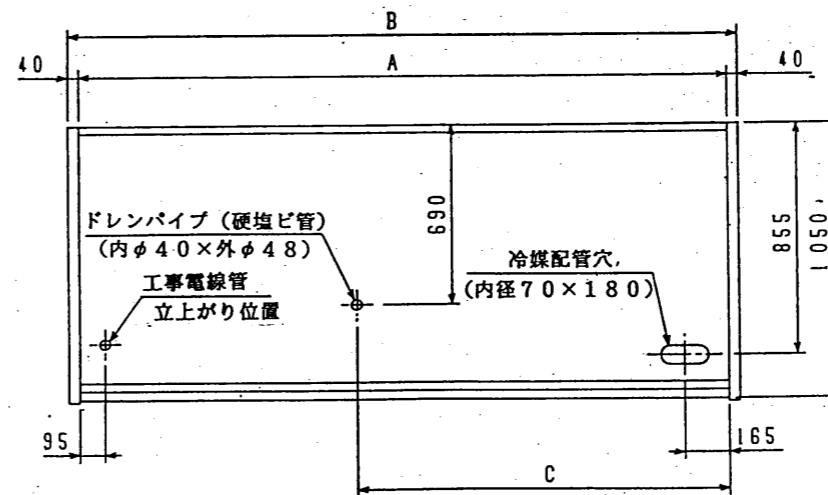 B
40
A
40
690
855
1050
ドレンパイプ (硬塩ビ管)
(内φ40×外φ48)
冷媒配管穴
(内径70×180)
工事電線管
立上がり位置
95
165
C